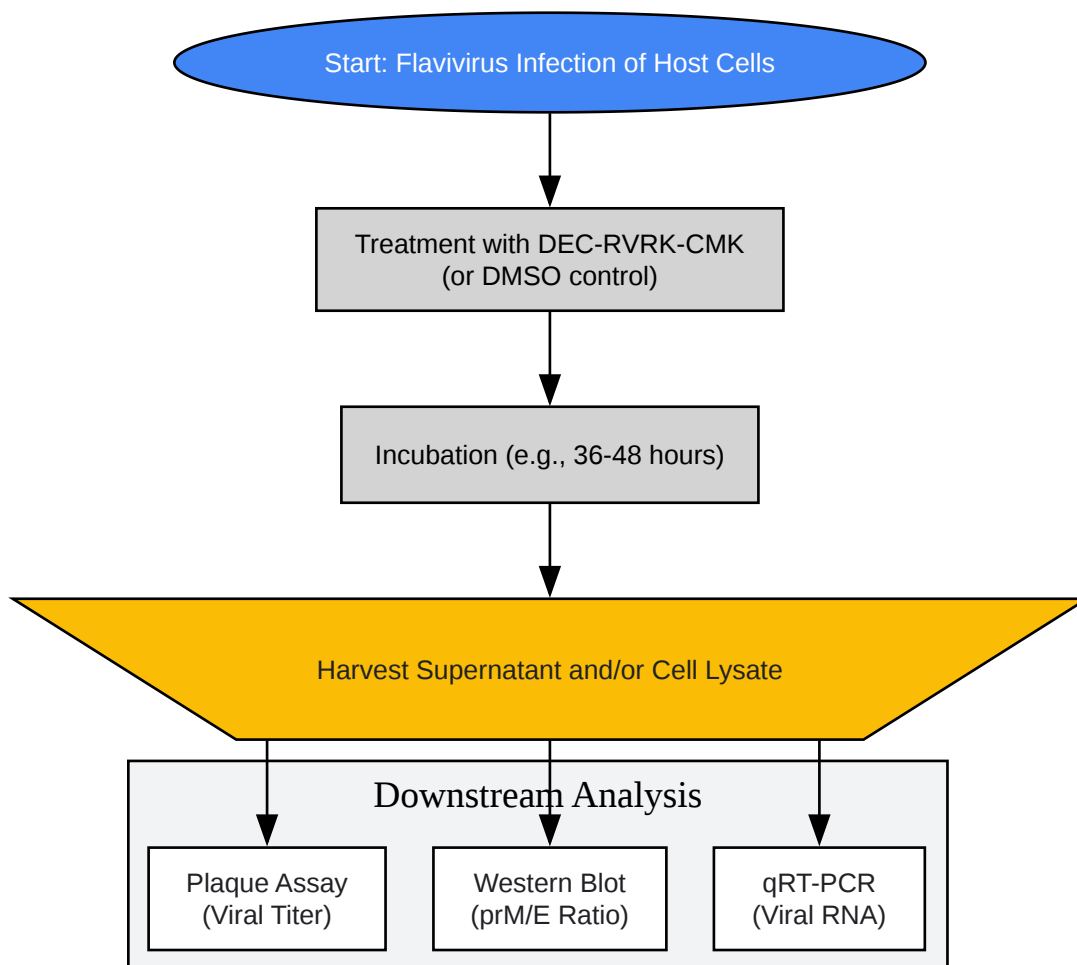 Start: Flavivirus Infection of Host Cells
Treatment with DEC-RVRK-CMK
(or DMSO control)
Incubation (e.g., 36-48 hours)
Harvest Supernatant and/or Cell Lysate
Downstream Analysis
Plaque Assay
(Viral Titer)
Western Blot
(prM/E Ratio)
qRT-PCR
(Viral RNA)